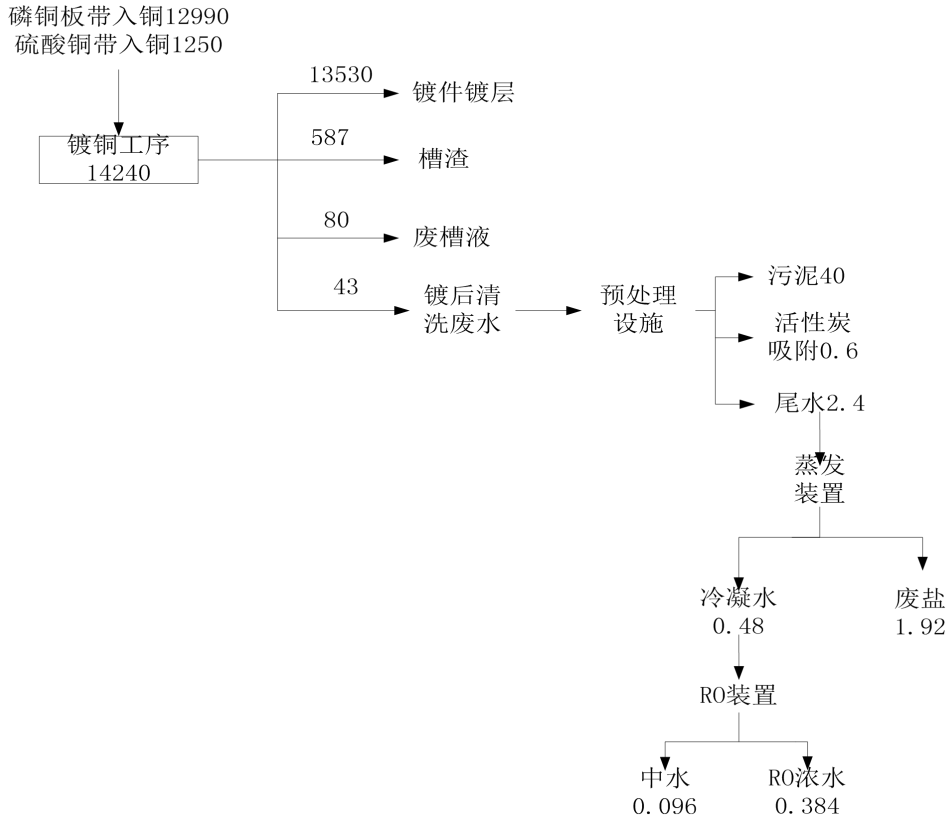 磷铜板带入铜12990
硫酸铜带入铜1250
镀铜工序
14240
13530
镀件镀层
587
槽渣
80
废槽液
43
镀后清
洗废水
预处理
设施
污泥40
活性炭
吸附0.6
尾水2.4
蒸发
装置
冷凝水
0.48
废盐
1.92
RO装置
中水
0.096
RO浓水
0.384